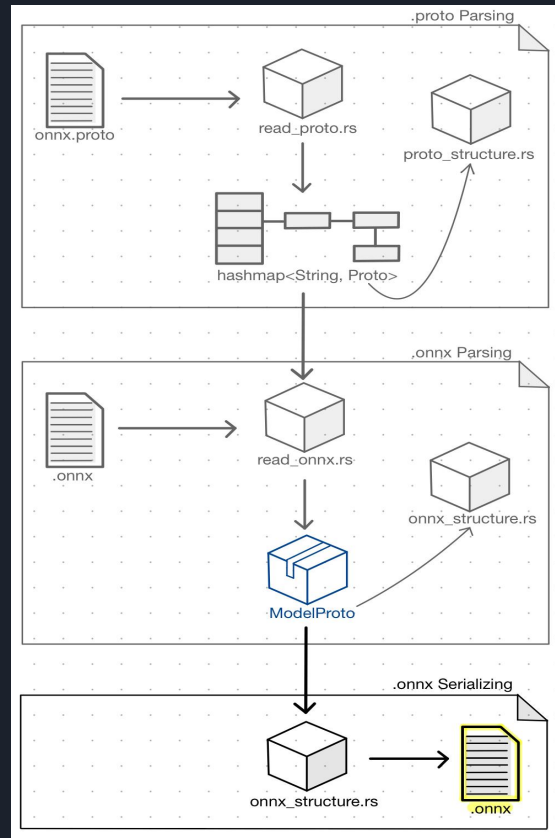 .proto Parsing
onnx.proto
read_proto.rs
proto_structure.rs
hashmap<String, Proto>
.onnx Parsing
.onnx
read_onnx.rs
onnx_structure.rs
ModelProto
.onnx Serializing
onnx_structure.rs
.onnx